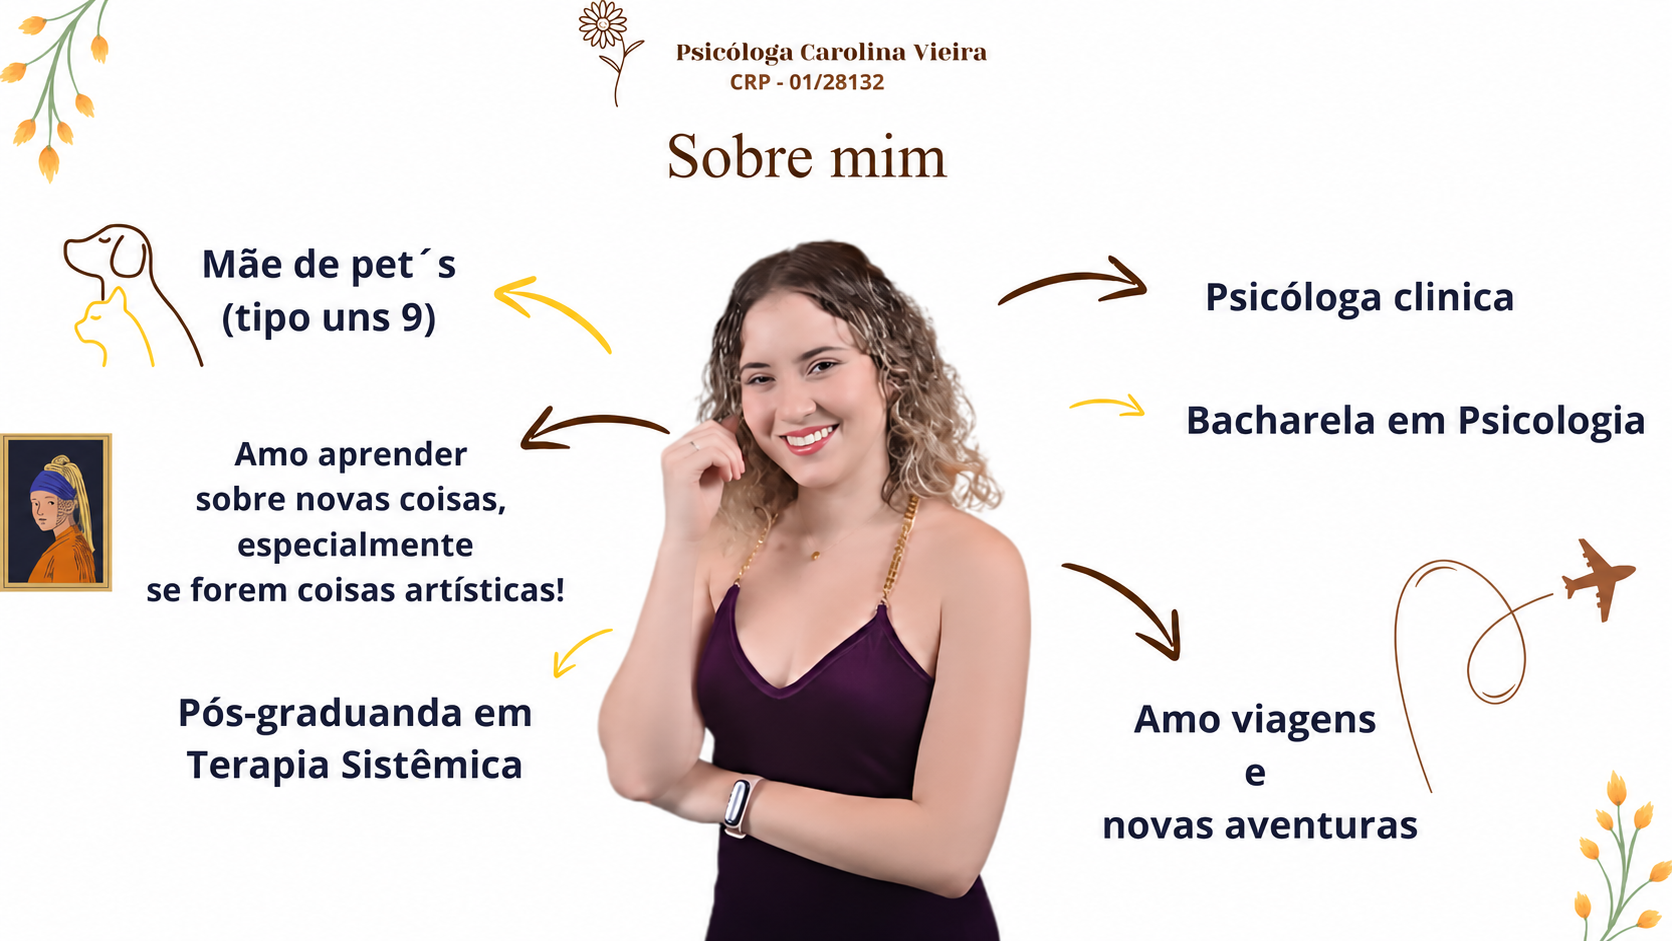 Psicóloga Carolina Vieira
CRP - 01/28132
Sobre mim
Mãe de pet´s
(tipo uns 9)
Amo aprender
sobre novas coisas,
especialmente
se forem coisas artísticas!
Pós-graduanda em
Terapia Sistêmica
Psicóloga clinica
Bacharela em Psicologia
Amo viagens
e
novas aventuras